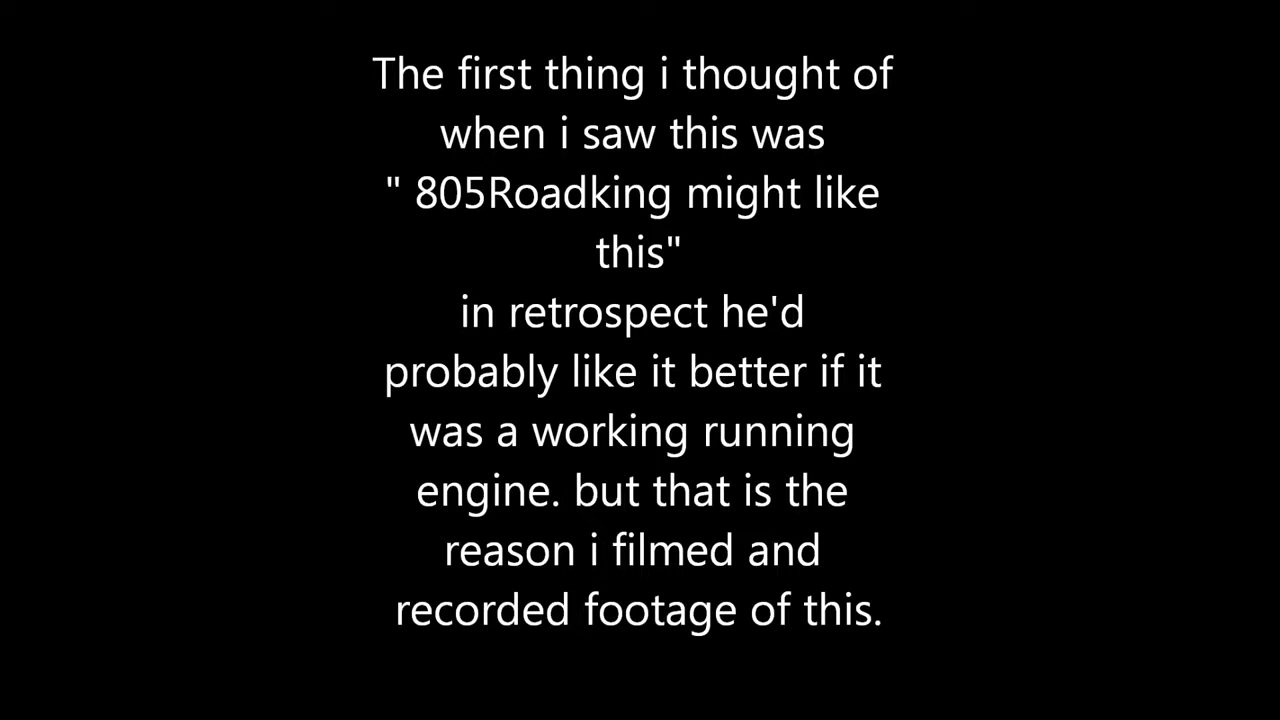 The first thing i thought of
when i saw this was
" 805Roadking might like
this"
in retrospect he'd
probably like it better if it
was a working running
engine. but that is the
reason i filmed and
recorded footage of this.